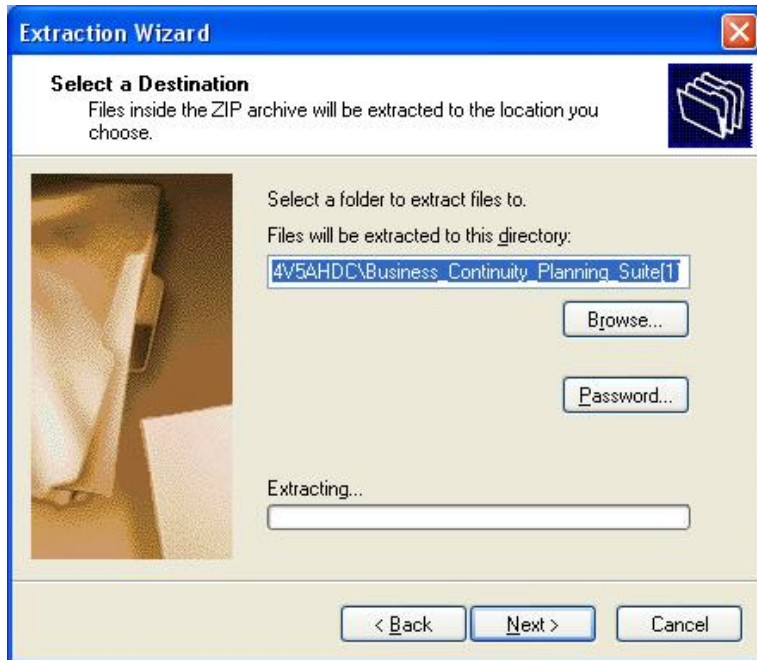 Extraction Wizard
Select a Destination
Files inside the ZIP archive will be extracted to the location you
choose.
Select a folder to extract files to.
Files will be extracted to this directory:
4V5AHDC\Business_Continuity_Planning_Suite[1]
Browse...
Password...
Extracting...
< Back
Next >
Cancel